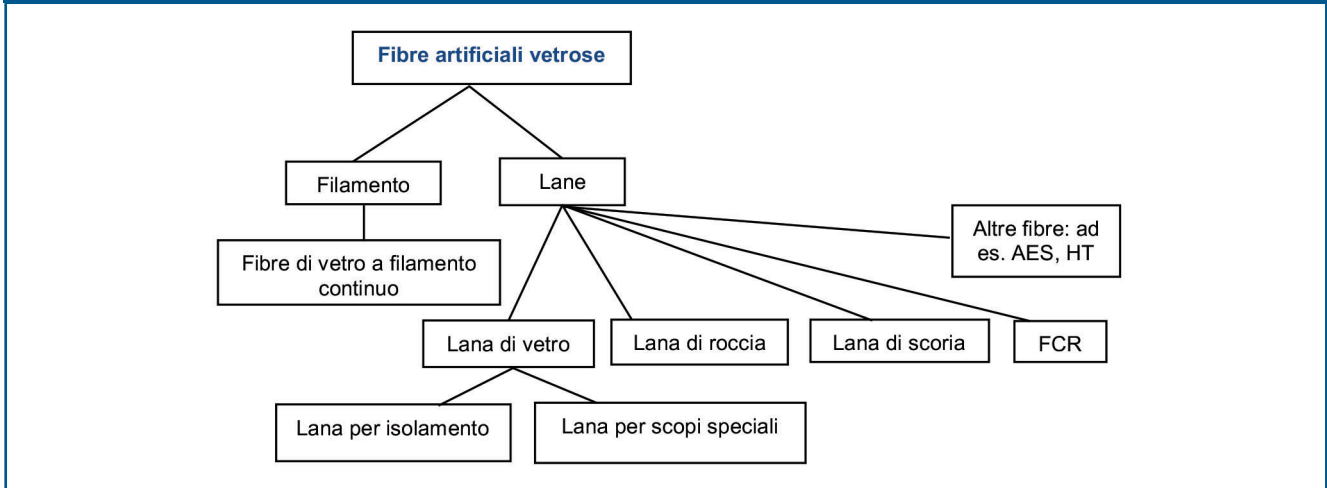 Fibre artificiali vetrose
Filamento
Lane
Altre fibre: ad
es. AES, HT
Fibre di vetro a filamento
continuo
Lana di vetro
Lana di roccia
Lana di scoria
FCR
Lana per isolamento
Lana per scopi speciali